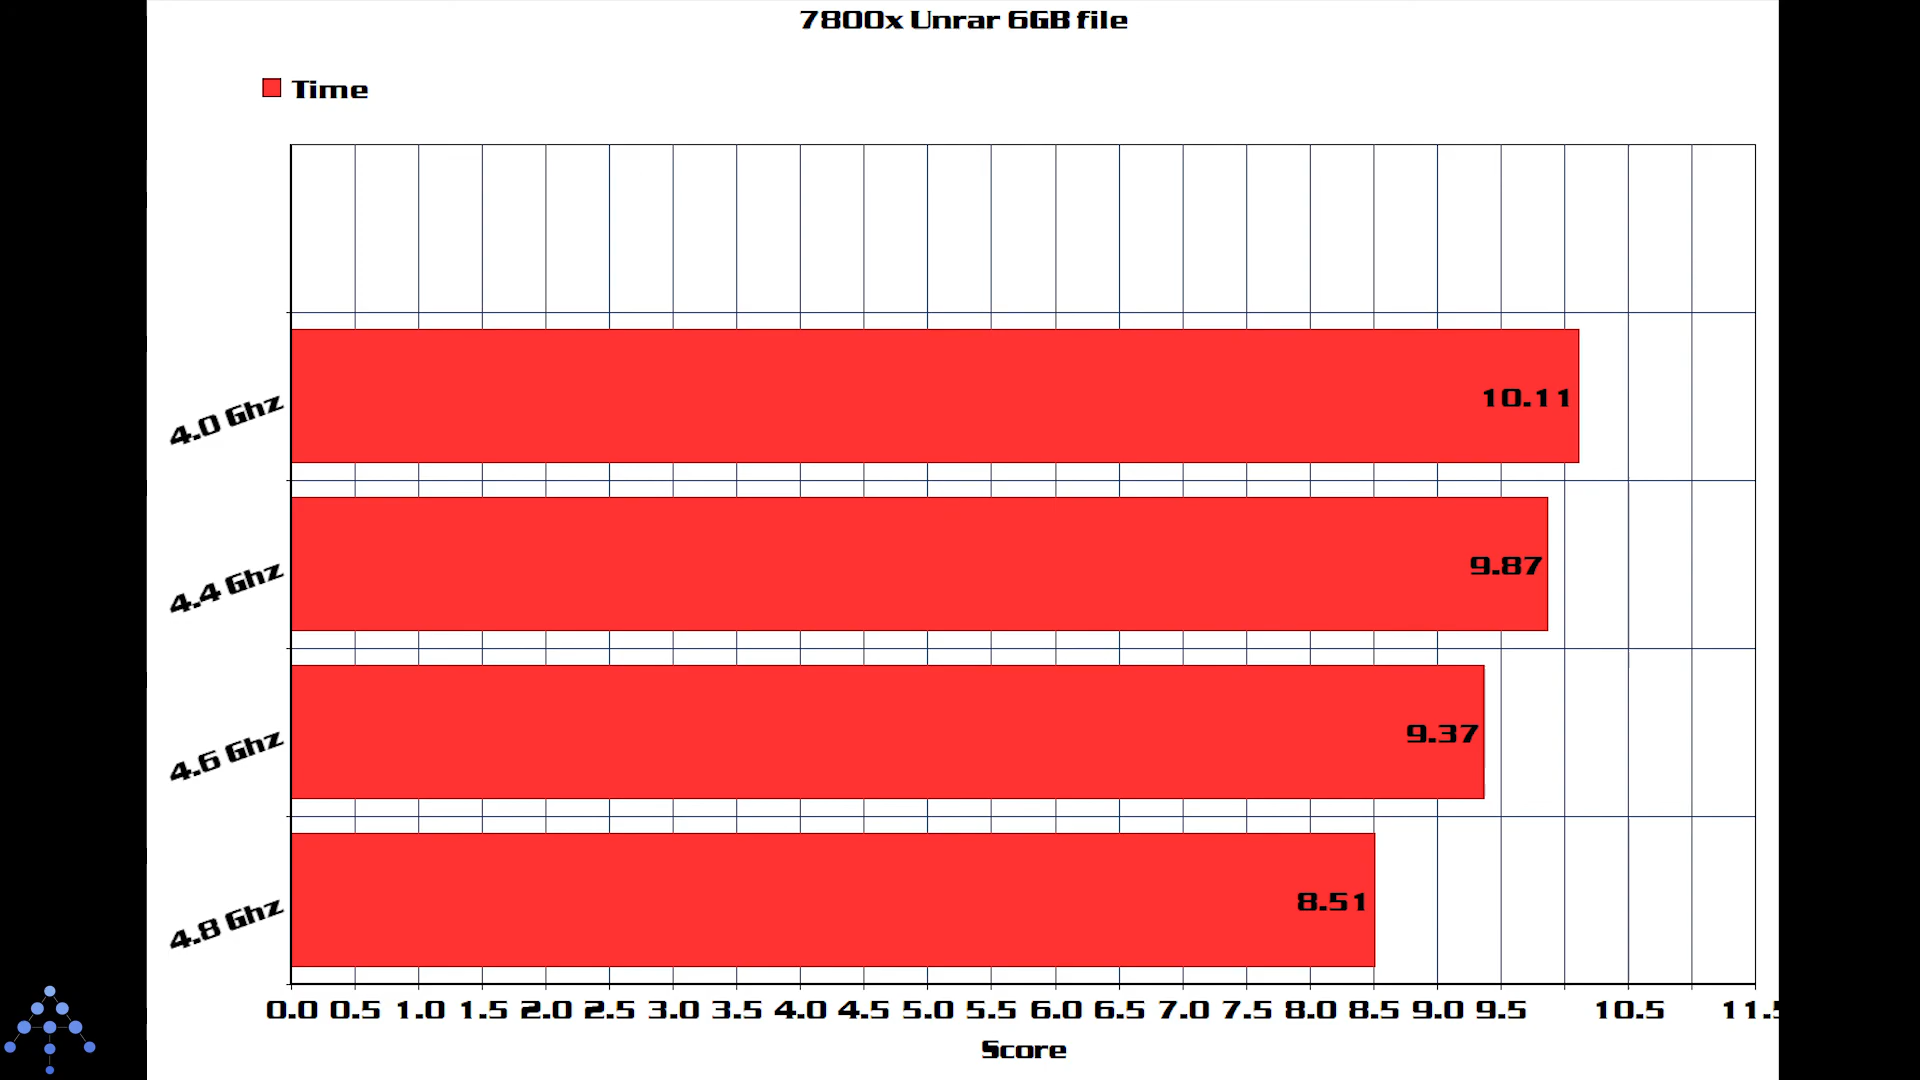 7800x Unrar 6GB file
Time
4.0 Ghz
10.11
4.4 Ghz
9.87
4.6 Ghz
9.37
4.8 Ghz
8.51
0.0 0.5 1.0 1.5 2.0 2.5 3.0 3.5 4.0 4.5 5.0 5.5 6.0 6.5 7.0 7.5 8.0 8.5 9.0 9.5 10.5 11.5
Score